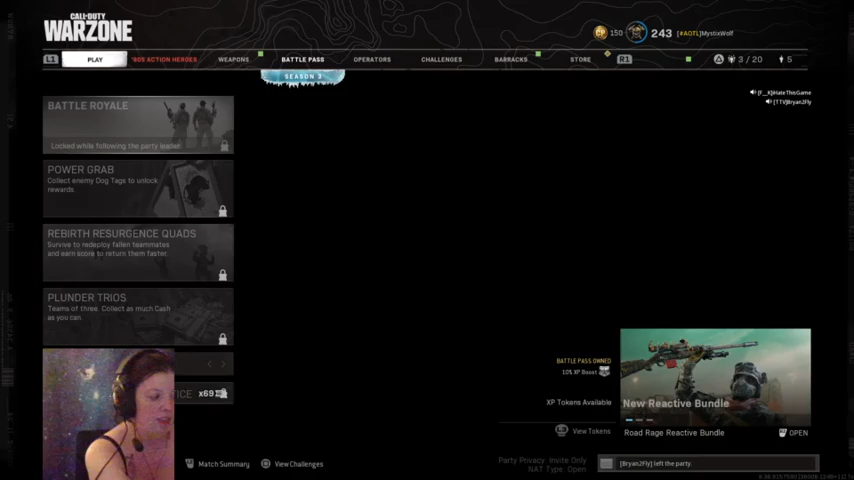 CALL OF DUTY
WARZONE
CP 150
243 [#AOTL]MystixWolf
L1
PLAY
'80S ACTION HEROES
WEAPONS
BATTLE PASS
OPERATORS
CHALLENGES
BARRACKS
STORE
R1
3 / 20
5
SEASON 3
[F__K]IHateThisGame
[TTV]Bryan2Fly
BATTLE ROYALE
Locked while following the party leader
POWER GRAB
Collect enemy Dog Tags to unlock
rewards.
REBIRTH RESURGENCE QUADS
Survive to redeploy fallen teammates
and earn score to return them faster
PLUNDER TRIOS
Teams of three. Collect as much Cash
as you can.
x69
BATTLE PASS OWNED
10% XP Boost
XP Tokens Available
View Tokens
New Reactive Bundle
Road Rage Reactive Bundle
OPEN
Match Summary
View Challenges
Party Privacy: Invite Only
NAT Type: Open
[Bryan2Fly] left the party.